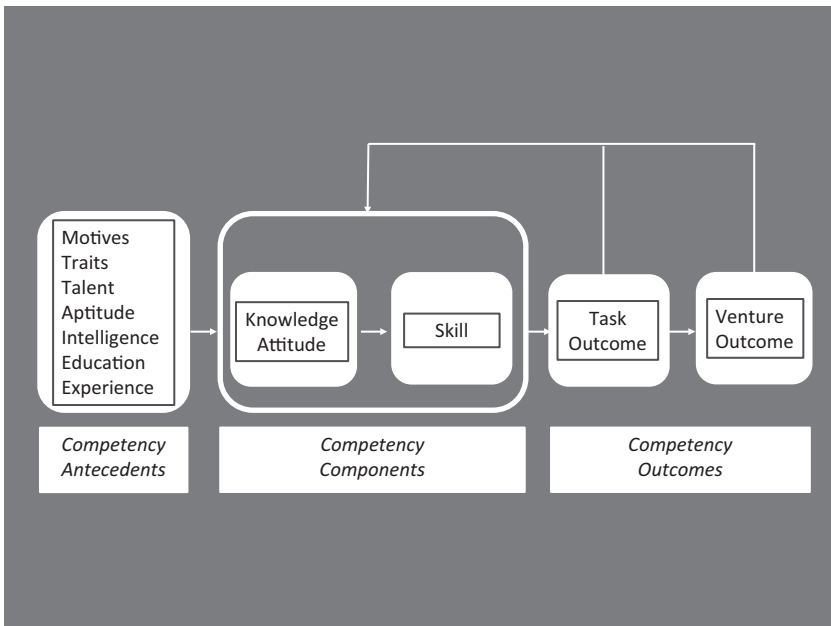 Motives
Traits
Talent
Aptitude
Intelligence
Education
Experience
Knowledge
Attitude
Skill
Task
Outcome
Venture
Outcome
Competency
Antecedents
Competency
Components
Competency
Outcomes